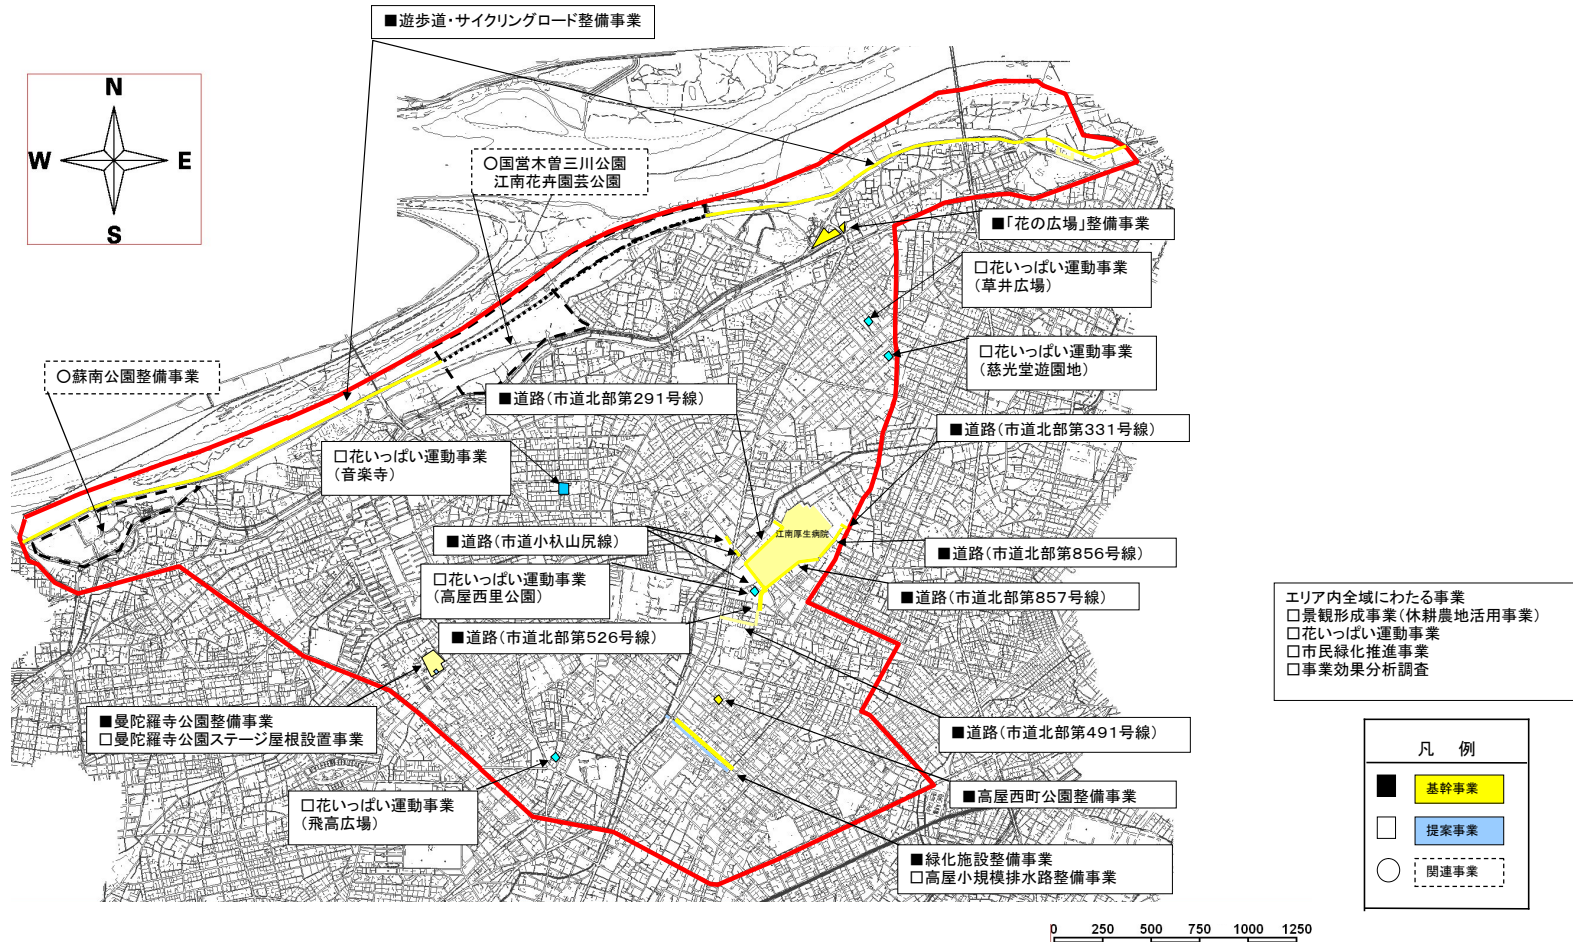 ■遊歩道・サイクリングロード整備事業
N
W
E
S
○国営木曽三川公園
江南花卉園芸公園
■「花の広場」整備事業
□花いっぱい運動事業
(草井広場)
□花いっぱい運動事業
(慈光堂遊園地)
○蘇南公園整備事業
■道路(市道北部第291号線)
■道路(市道北部第331号線)
□花いっぱい運動事業
(音楽寺)
江南厚生病院
■道路(市道小杁山尻線)
■道路(市道北部第856号線)
□花いっぱい運動事業
(高屋西里公園)
■道路(市道北部第857号線)
■道路(市道北部第526号線)
エリア内全域にわたる事業
□景観形成事業(休耕農地活用事業)
□花いっぱい運動事業
□市民緑化推進事業
□事業効果分析調査
■曼陀羅寺公園整備事業
□曼陀羅寺公園ステージ屋根設置事業
■道路(市道北部第491号線)
□花いっぱい運動事業
(飛高広場)
■高屋西町公園整備事業
■緑化施設整備事業
□高屋小規模排水路整備事業
凡 例
■ 基幹事業
□ 提案事業
○ 関連事業
0 250 500 750 1000 1250